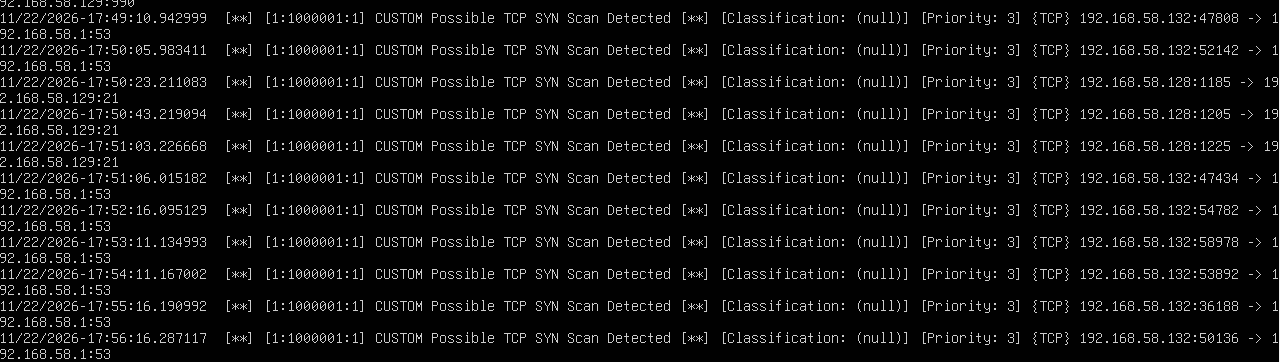 92.168.58.129:990
11/22/2026-17:49:10.942999  [**] [1:1000001:1] CUSTOM Possible TCP SYN Scan Detected [**] [Classification: (null)] [Priority: 3] {TCP} 192.168.58.132:47808 -> 1
92.168.58.1:53
11/22/2026-17:50:05.983411  [**] [1:1000001:1] CUSTOM Possible TCP SYN Scan Detected [**] [Classification: (null)] [Priority: 3] {TCP} 192.168.58.132:52142 -> 1
92.168.58.1:53
11/22/2026-17:50:23.211083  [**] [1:1000001:1] CUSTOM Possible TCP SYN Scan Detected [**] [Classification: (null)] [Priority: 3] {TCP} 192.168.58.128:1185 -> 19
2.168.58.129:21
11/22/2026-17:50:43.219094  [**] [1:1000001:1] CUSTOM Possible TCP SYN Scan Detected [**] [Classification: (null)] [Priority: 3] {TCP} 192.168.58.128:1205 -> 19
2.168.58.129:21
11/22/2026-17:51:03.226668  [**] [1:1000001:1] CUSTOM Possible TCP SYN Scan Detected [**] [Classification: (null)] [Priority: 3] {TCP} 192.168.58.128:1225 -> 19
2.168.58.129:21
11/22/2026-17:51:06.015182  [**] [1:1000001:1] CUSTOM Possible TCP SYN Scan Detected [**] [Classification: (null)] [Priority: 3] {TCP} 192.168.58.132:47434 -> 1
92.168.58.1:53
11/22/2026-17:52:16.095129  [**] [1:1000001:1] CUSTOM Possible TCP SYN Scan Detected [**] [Classification: (null)] [Priority: 3] {TCP} 192.168.58.132:54782 -> 1
92.168.58.1:53
11/22/2026-17:53:11.134993  [**] [1:1000001:1] CUSTOM Possible TCP SYN Scan Detected [**] [Classification: (null)] [Priority: 3] {TCP} 192.168.58.132:58978 -> 1
92.168.58.1:53
11/22/2026-17:54:11.167002  [**] [1:1000001:1] CUSTOM Possible TCP SYN Scan Detected [**] [Classification: (null)] [Priority: 3] {TCP} 192.168.58.132:53892 -> 1
92.168.58.1:53
11/22/2026-17:55:16.190992  [**] [1:1000001:1] CUSTOM Possible TCP SYN Scan Detected [**] [Classification: (null)] [Priority: 3] {TCP} 192.168.58.132:36188 -> 1
92.168.58.1:53
11/22/2026-17:56:16.287117  [**] [1:1000001:1] CUSTOM Possible TCP SYN Scan Detected [**] [Classification: (null)] [Priority: 3] {TCP} 192.168.58.132:50136 -> 1
92.168.58.1:53